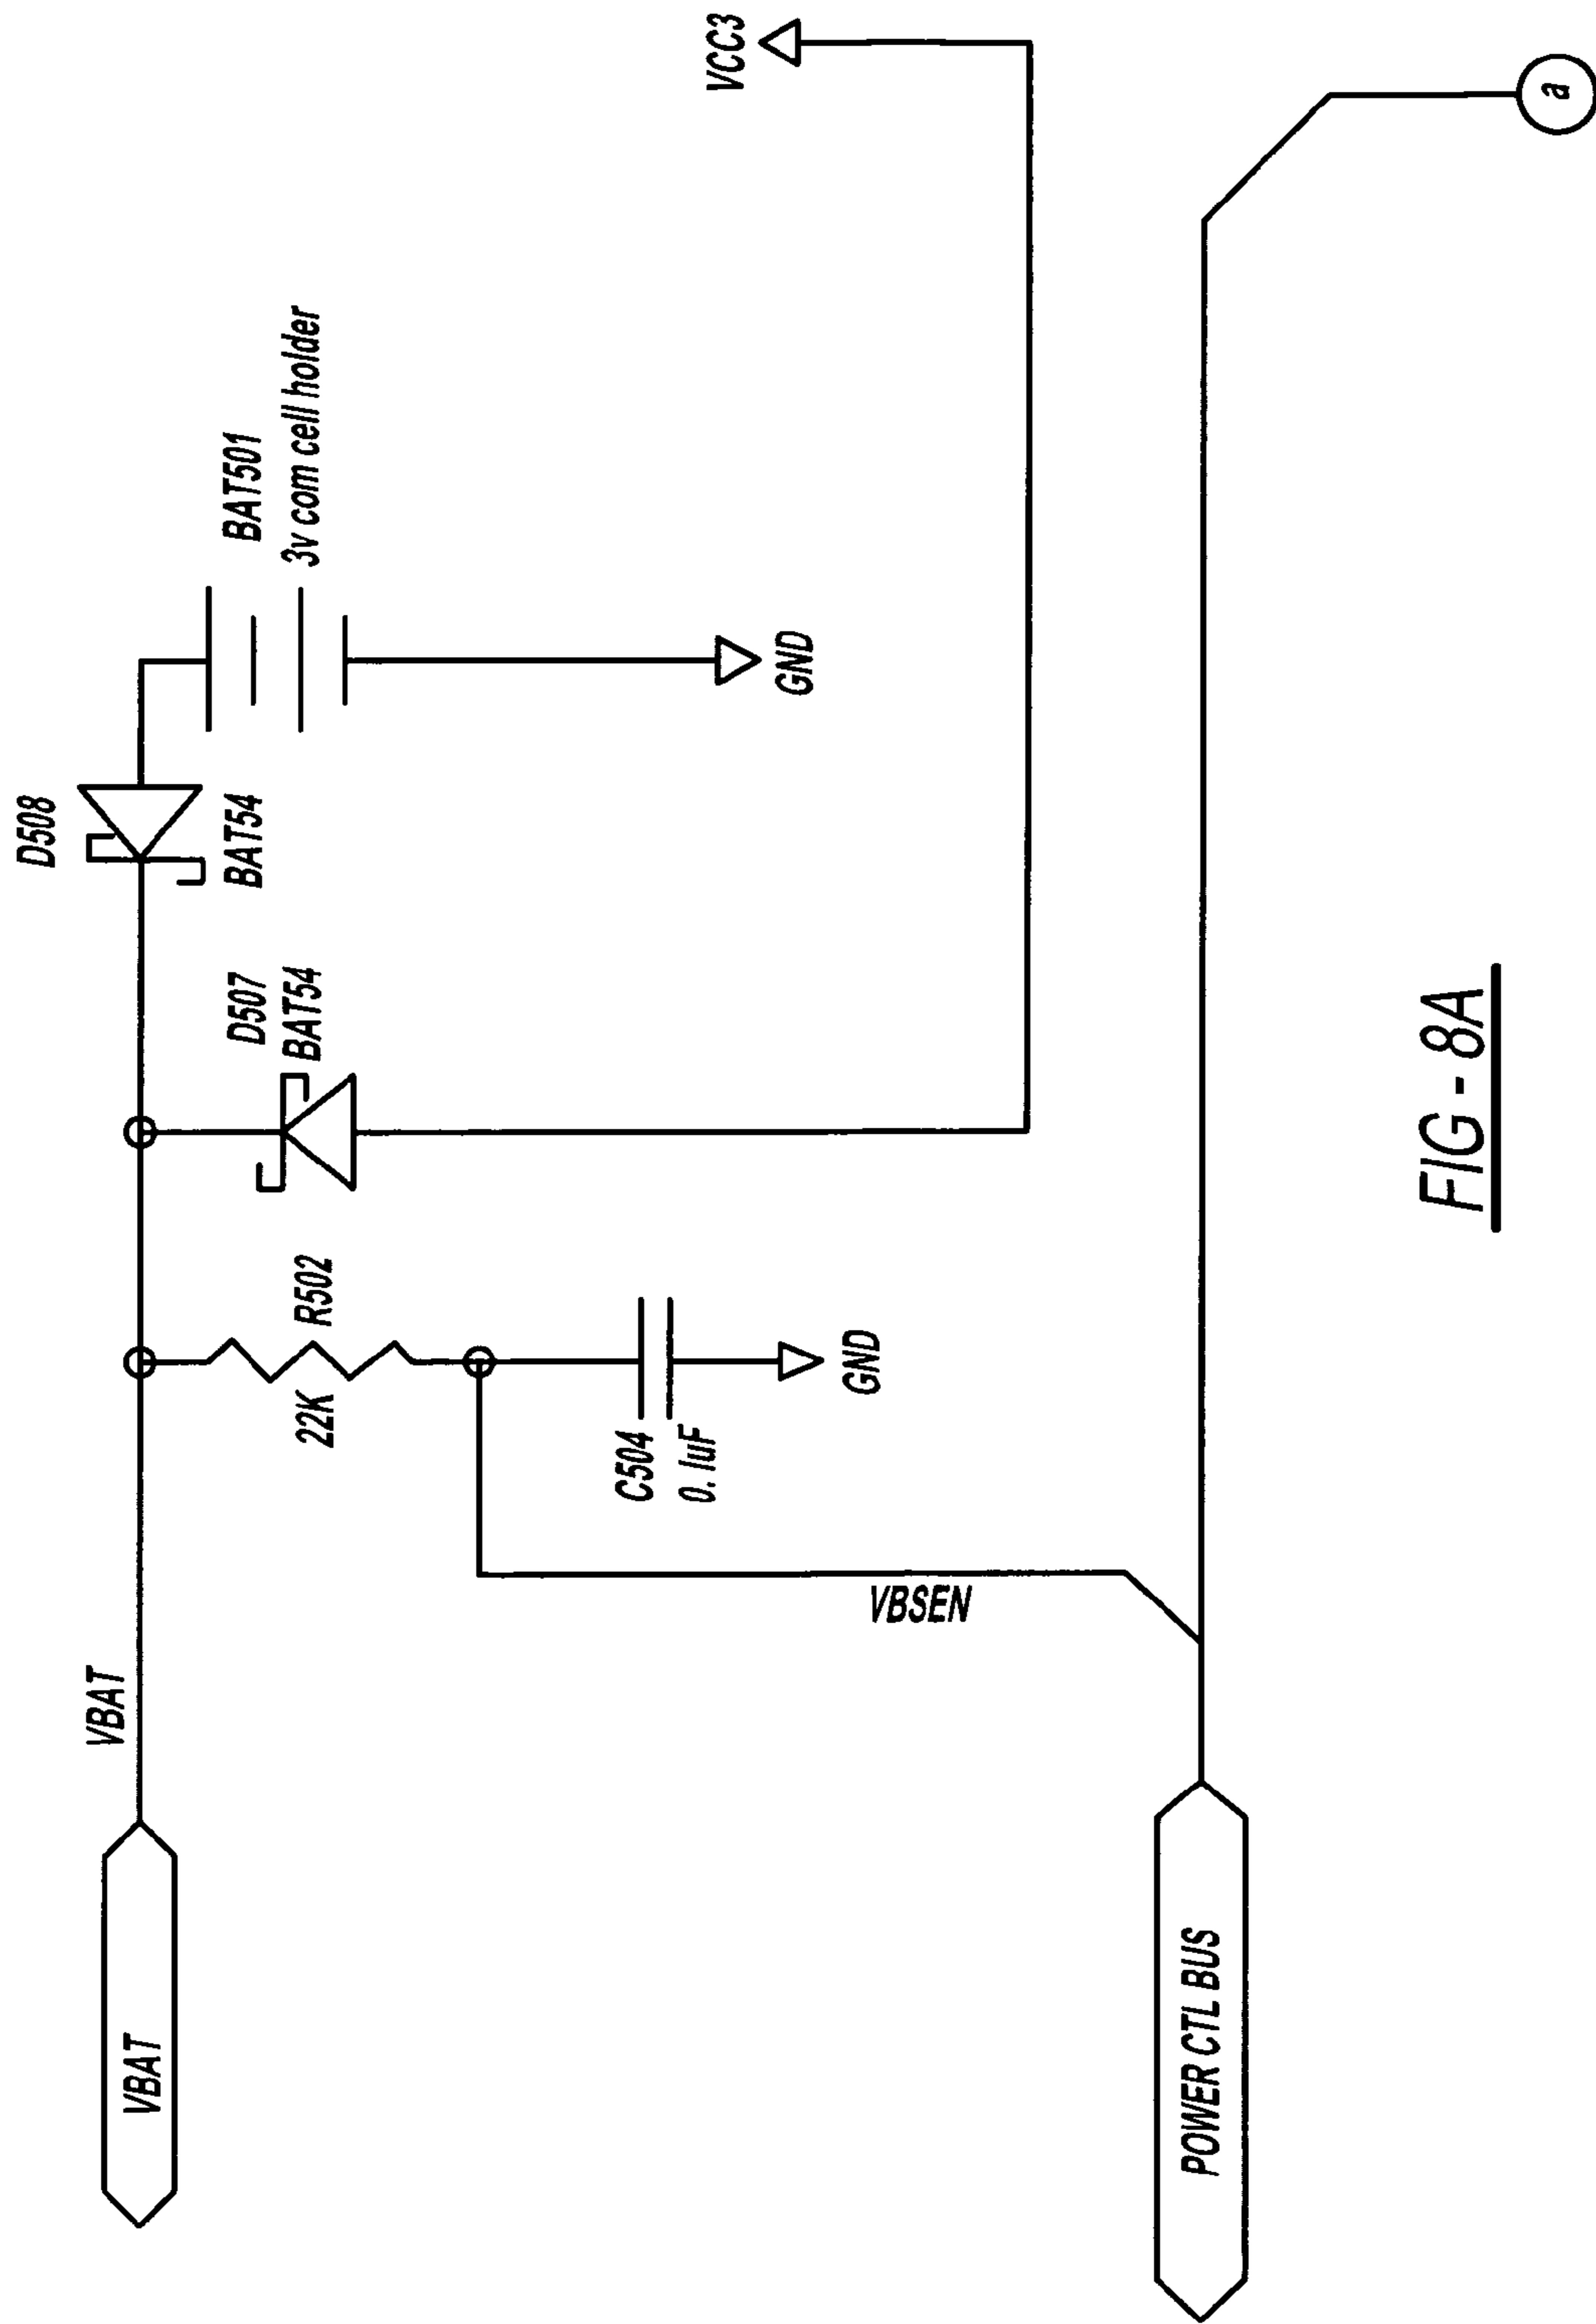 D508
VBAT
VBAT
D507
BAT54
BAT54
BAT501
3v com cell holder
22K
R502
C504
0.1uF
VCC3
GND
GND
VBSEN
POWER CTL BUS
a
FIG - 8A